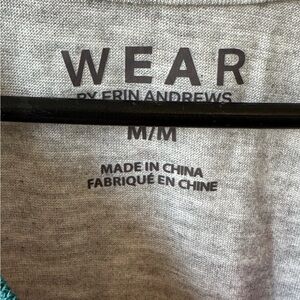 WEAR
BY ERIN ANDREWS
M/M
MADE IN CHINA
FABRIQUÉ EN CHINE